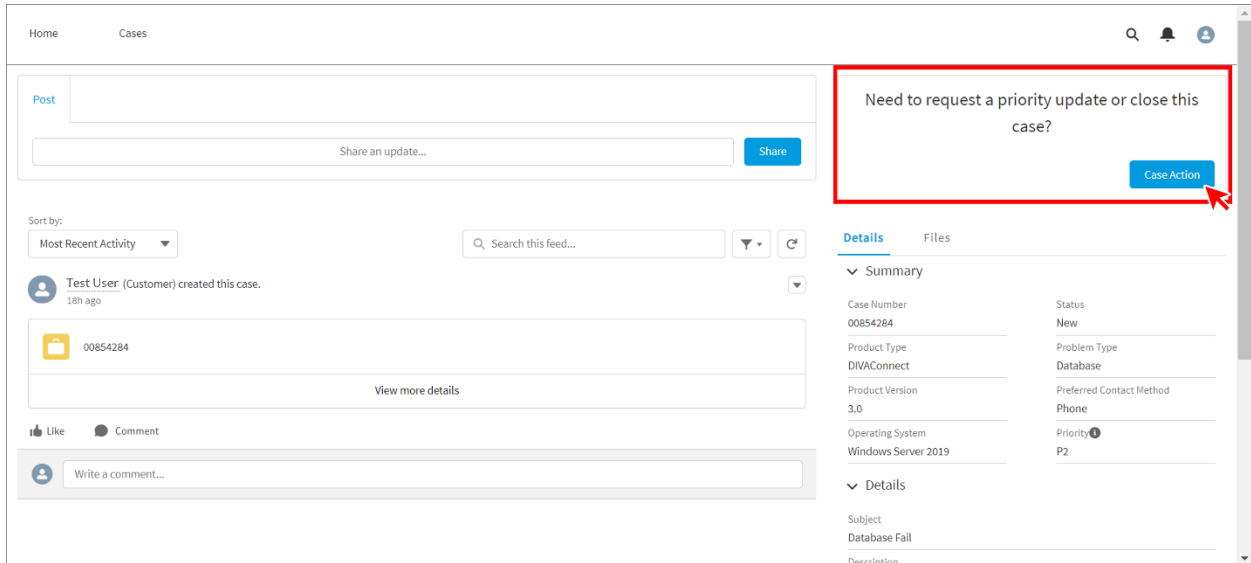 Home
Cases
Post
Share an update...
Share
Sort by:
Most Recent Activity
Search this feed...
Test User (Customer) created this case.
18h ago
00854284
View more details
Like
Comment
Write a comment...
Need to request a priority update or close this
case?
Case Action
Details
Files
Summary
Case Number
00854284
Status
New
Product Type
DIVAConnect
Problem Type
Database
Product Version
3.0
Preferred Contact Method
Phone
Operating System
Windows Server 2019
Priority
P2
Details
Subject
Database Fail
Description